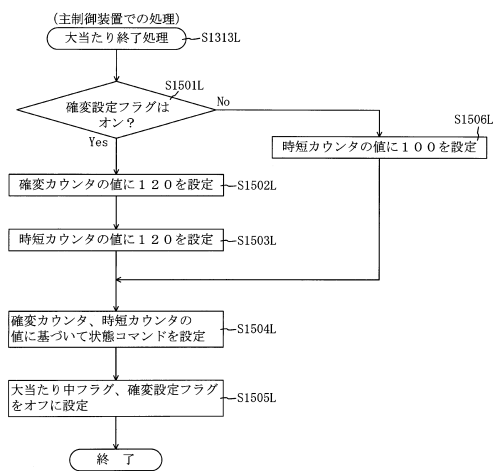 (主制御装置での処理)
大当たり終了処理
S1313L
S1501L
確変設定フラグは
オン?
No
Yes
S1506L
時短カウンタの値に100を設定
確変カウンタの値に120を設定
S1502L
時短カウンタの値に120を設定
S1503L
確変カウンタ、時短カウンタの
値に基づいて状態コマンドを設定
S1504L
大当たり中フラグ、確変設定フラグ
をオフに設定
S1505L
終 了